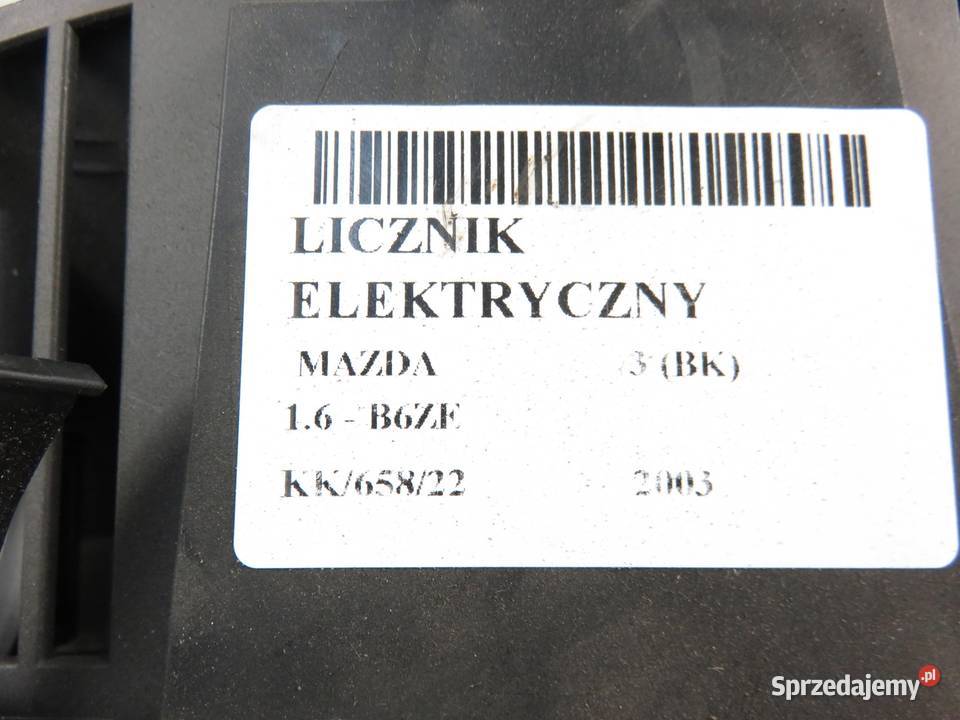 LICZNIK
ELEKTRYCZNY
MAZDA 3 (BK)
1.6 - B6ZE
KK/658/22 2003
Sprzedajemy.pl